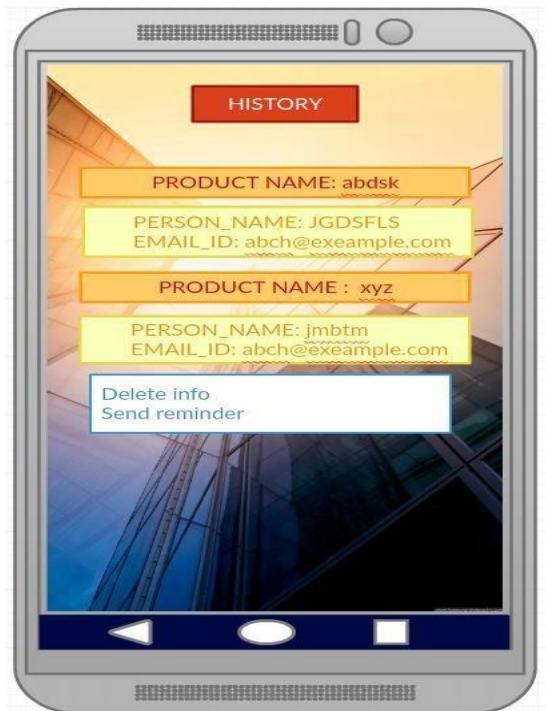 HISTORY
PRODUCT NAME: abdsk
PERSON_NAME: JGDSFLS
EMAIL_ID: abch@exeample.com
PRODUCT NAME : xyz
PERSON_NAME: jmbtm
EMAIL_ID: abch@exeample.com
Delete info
Send reminder